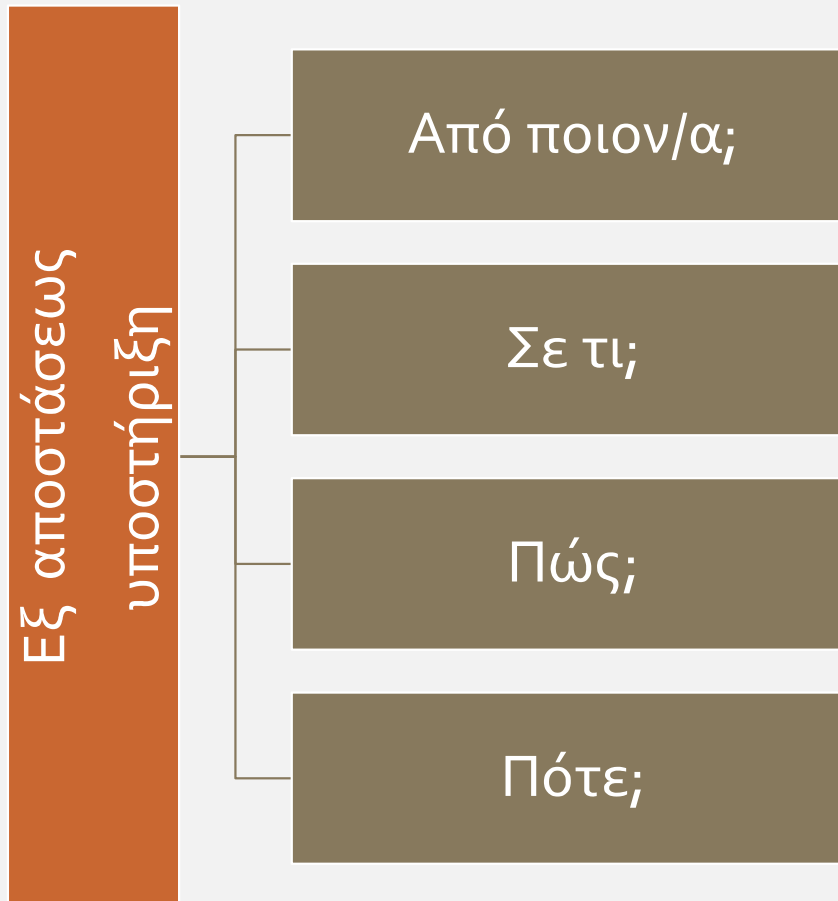 Εξ αποστάσεως
υποστήριξη
Από ποιον/α;
Σε τι;
Πώς;
Πότε;